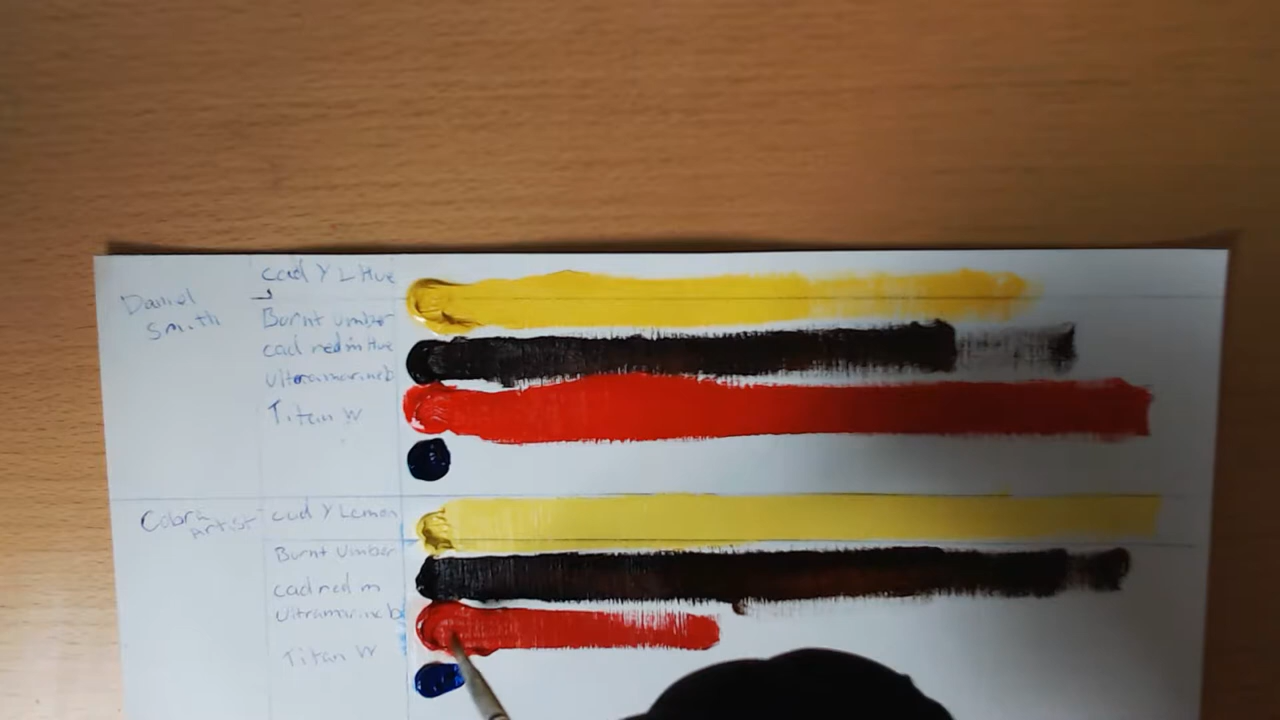 Daniel
Smith
cad Y L Hue
Burnt umber
cad red m Hue
Ultramarine b
Titan W
Cobra
Artist
cad Y Lemon
Burnt Umber
cad red m
Ultramarine b
Titan W